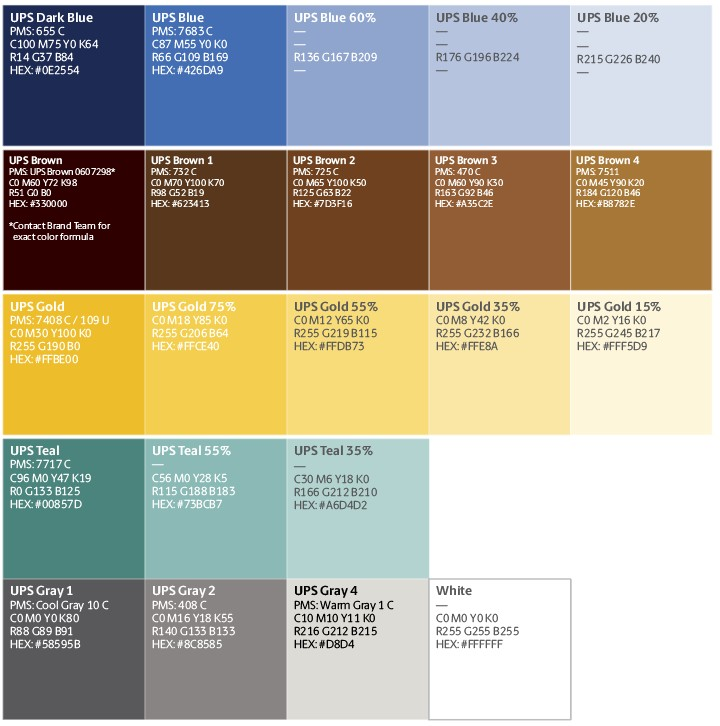 UPS Dark Blue
PMS: 655 C
C100 M75 Y0 K64
R14 G37 B84
HEX: #0E2554
UPS Blue
PMS: 7683 C
C87 M55 Y0 K0
R66 G109 B169
HEX: #426DA9
UPS Blue 60%
—
—
R136 G167 B209
—
UPS Blue 40%
—
—
R176 G196 B224
—
UPS Blue 20%
—
—
R215 G226 B240
—
UPS Brown
PMS: UPS Brown 0607298*
C0 M60 Y72 K98
R51 G0 B0
HEX: #330000
*Contact Brand Team for
exact color formula
UPS Brown 1
PMS: 732 C
C0 M70 Y100 K70
R98 G52 B19
HEX: #623413
UPS Brown 2
PMS: 725 C
C0 M65 Y100 K50
R125 G63 B22
HEX: #7D3F16
UPS Brown 3
PMS: 470 C
C0 M60 Y90 K30
R163 G92 B46
HEX: #A35C2E
UPS Brown 4
PMS: 7511
C0 M45 Y90 K20
R184 G120 B46
HEX: #B8782E
UPS Gold
PMS: 7408 C / 109 U
C0 M30 Y100 K0
R255 G190 B0
HEX: #FFBE00
UPS Gold 75%
C0 M18 Y85 K0
R255 G206 B64
HEX: #FFCE40
UPS Gold 55%
C0 M12 Y65 K0
R255 G219 B115
HEX: #FFDB73
UPS Gold 35%
C0 M8 Y42 K0
R255 G232 B166
HEX: #FFE8A
UPS Gold 15%
C0 M2 Y16 K0
R255 G245 B217
HEX: #FFF5D9
UPS Teal
PMS: 7717 C
C96 M0 Y47 K19
R0 G133 B125
HEX: #00857D
UPS Teal 55%
—
C56 M0 Y28 K5
R115 G188 B183
HEX: #73BCB7
UPS Teal 35%
—
C30 M6 Y18 K0
R166 G212 B210
HEX: #A6D4D2
UPS Gray 1
PMS: Cool Gray 10 C
C0 M0 Y0 K80
R88 G89 B91
HEX: #58595B
UPS Gray 2
PMS: 408 C
C0 M16 Y18 K55
R140 G133 B133
HEX: #8C8585
UPS Gray 4
PMS: Warm Gray 1 C
C10 M10 Y11 K0
R216 G212 B215
HEX: #D8D4
White
—
C0 M0 Y0 K0
R255 G255 B255
HEX: #FFFFFF